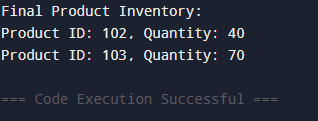 Final Product Inventory:
Product ID: 102, Quantity: 40
Product ID: 103, Quantity: 70
=== Code Execution Successful ===